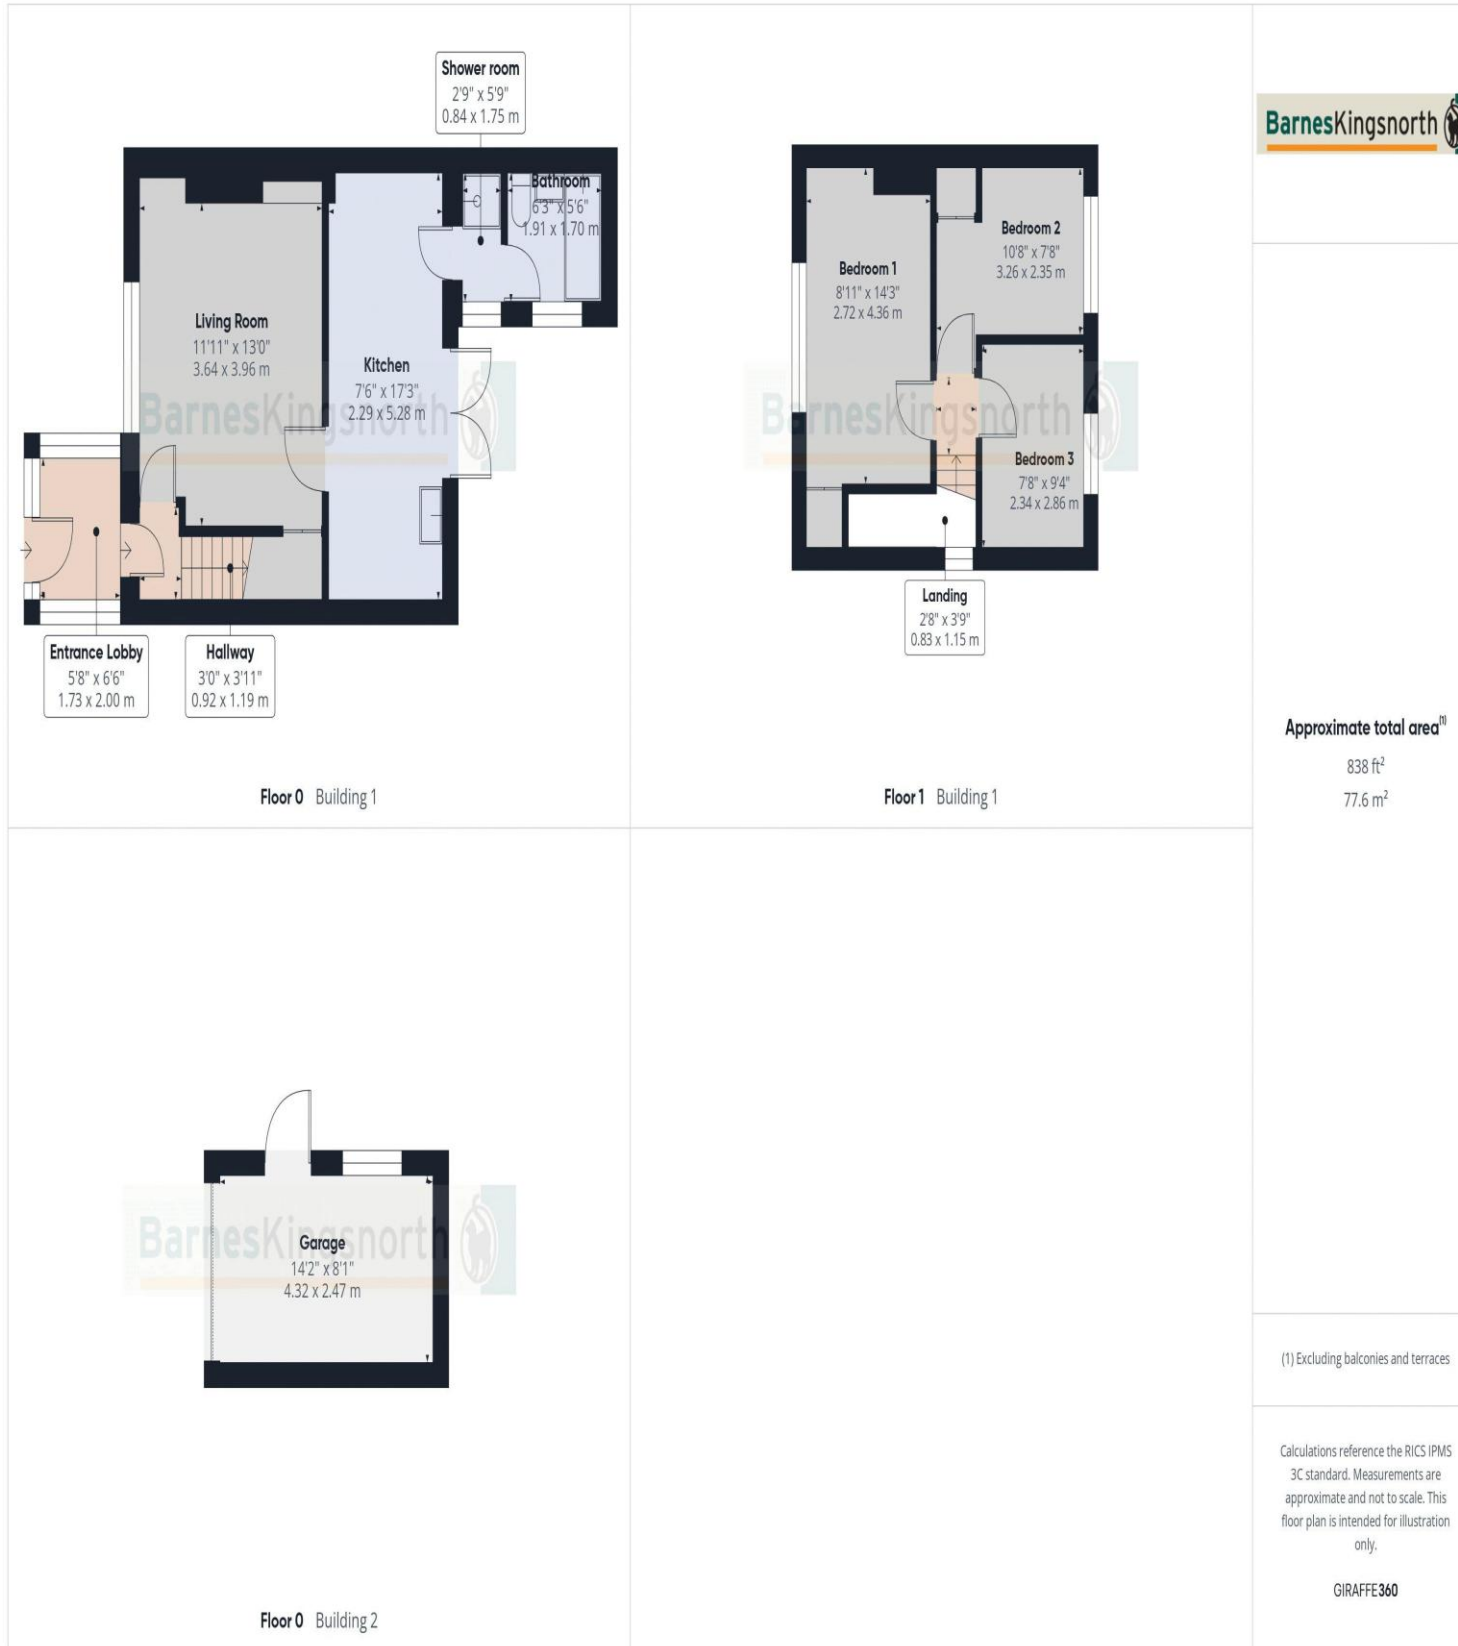 Shower room
2'9" x 5'9"
0.84 x 1.75 m
Bathroom
6'3" x 5'6"
1.91 x 1.70 m
Living Room
11'11" x 13'0"
3.64 x 3.96 m
Kitchen
7'6" x 17'3"
2.29 x 5.28 m
BarnesKingsnorth
Entrance Lobby
5'8" x 6'6"
1.73 x 2.00 m
Hallway
3'0" x 3'11"
0.92 x 1.19 m
Floor 0 Building 1
Bedroom 2
10'8" x 7'8"
3.26 x 2.35 m
Bedroom 1
8'11" x 14'3"
2.72 x 4.36 m
BarnesKingsnorth
Bedroom 3
7'8" x 9'4"
2.34 x 2.86 m
Landing
2'8" x 3'9"
0.83 x 1.15 m
Floor 1 Building 1
BarnesKingsnorth
Garage
14'2" x 8'1"
4.32 x 2.47 m
Floor 0 Building 2
BarnesKingsnorth
Approximate total area(1)
838 ft²
77.6 m²
(1) Excluding balconies and terraces
Calculations reference the RICS IPMS
3C standard. Measurements are
approximate and not to scale. This
floor plan is intended for illustration
only.
GIRAFFE360